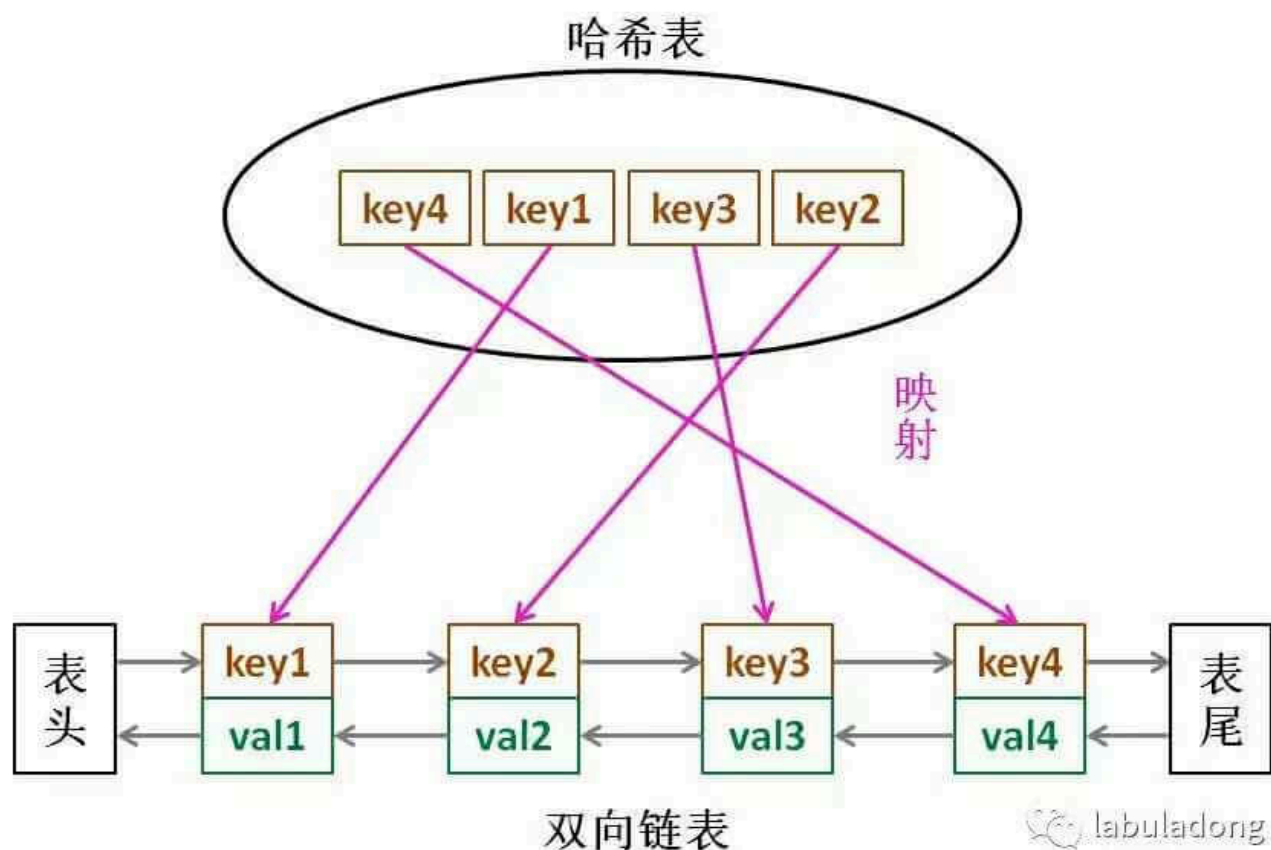 哈希表
key4 key1 key3 key2
映射
表头 key1 key2 key3 key4 表尾
val1 val2 val3 val4
双向链表
labuladong